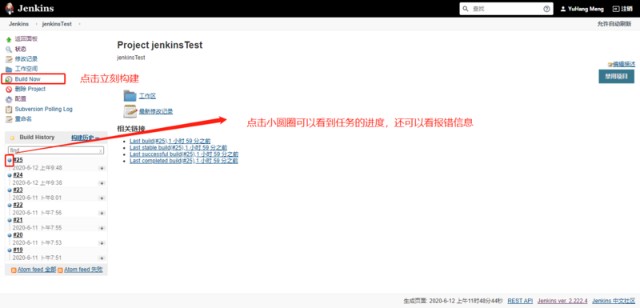 Jenkins
查找
YuHang Meng
注销
Jenkins
jenkinsTest
允许自动刷新
返回面板
状态
修改记录
工作空间
Build Now
删除 Project
配置
Subversion Polling Log
重命名
点击立刻构建
Project jenkinsTest
jenkinsTest
编辑描述
禁用项目
工作区
最新修改记录
点击小圆圈可以看到任务的进度，还可以看报错信息
相关链接
Last build(#25),1 小时 59 分之前
Last stable build(#25),1 小时 59 分之前
Last successful build(#25),1 小时 59 分之前
Last completed build(#25),1 小时 59 分之前
Build History
构建历史
find
#25
2020-6-12 上午9:48
#24
2020-6-12 上午9:36
#23
2020-6-11 下午8:01
#22
2020-6-11 下午7:56
#21
2020-6-11 下午7:55
#20
2020-6-11 下午7:53
#19
2020-6-11 下午7:51
Atom feed 全部
Atom feed 失败
生成页面: 2020-6-12 上午11时48分44秒
REST API
Jenkins ver. 2.222.4
Jenkins 中文社区